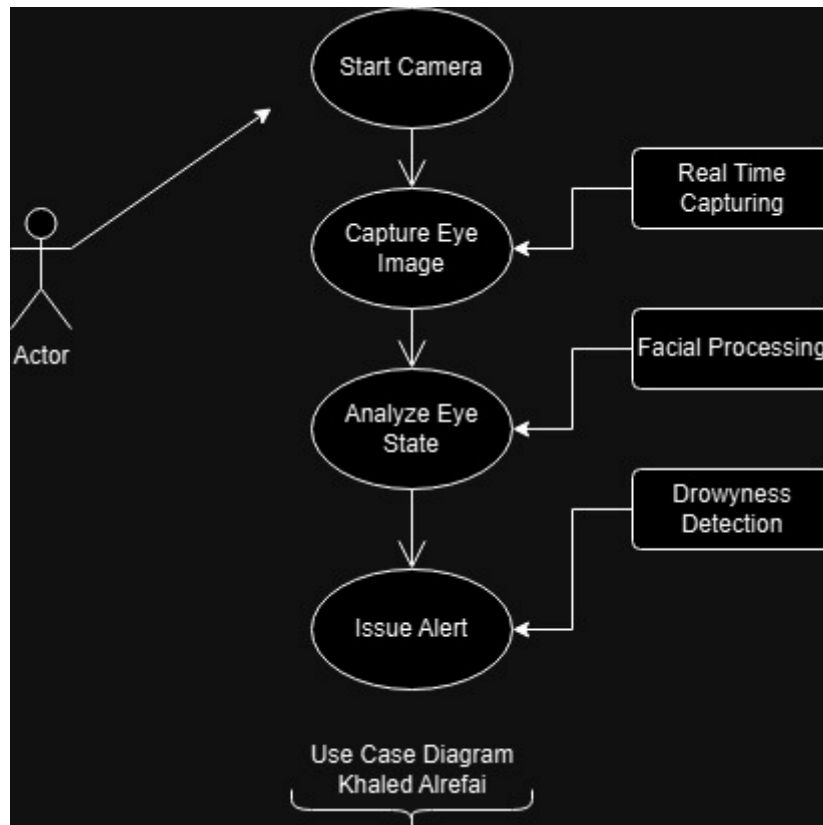 Start Camera
Real Time
Capturing
Capture Eye
Image
Actor
Facial Processing
Analyze Eye
State
Drowyness
Detection
Issue Alert
Use Case Diagram
Khaled Alrefai